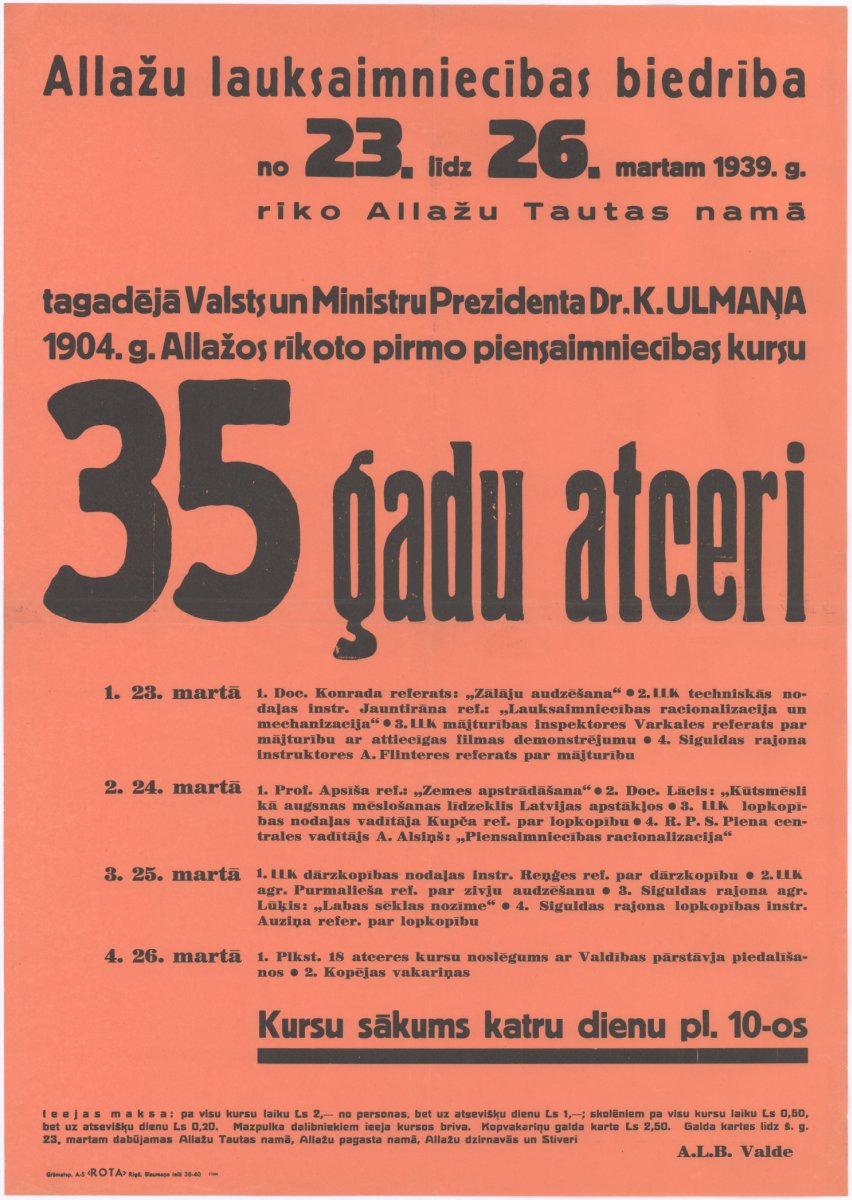 Allažu lauksaimniecības biedrība
no 23. līdz 26. martam 1939. g.
rīko Allažu Tautas namā
tagadējā Valsts un Ministru Prezidenta Dr. K. ULMAŅA
1904. g. Allažos rīkoto pirmo piensaimniecības kursu
35 gadu atceri
1. 23. martā 1. Doc. Konrada referats: „Zālāju audzēšana“ ● 2. LLK techniskās no-
daļas instr. Jauntirāna ref.: „Lauksaimniecības racionalizacija un
mechanizacija“ ● 3. LLK mājturības inspektores Varkales referats par
mājturību ar attiecīgas filmas demonstrējumu ● 4. Siguldas rajona
instruktores A. Flinteres referats par mājturību
2. 24. martā 1. Prof. Apsīša ref.: „Zemes apstrādāšana“ ● 2. Doc. Lācis: „Kūtsmēsli
kā augsnas mēslošanas līdzeklis Latvijas apstākļos ● 3. LLK lopkopī-
bas nodaļas vadītāja Kupča ref. par lopkopību ● 4. R. P. S. Piena cen-
trales vadītājs A. Alsiņš: „Piensaimniecības racionalizacija“
3. 25. martā 1. LLK dārzkopības nodaļas instr. Reņģes ref. par dārzkopību ● 2. LLK
agr. Purmalieša ref. par zivju audzēšanu ● 3. Siguldas rajona agr.
Lūķis: „Labas sēklas nozīme“ ● 4. Siguldas rajona lopkopības instr.
Auziņa refer. par lopkopību
4. 26. martā 1. Plkst. 18 atceres kursu noslēgums ar Valdības pārstāvja piedalīša-
nos ● 2. Kopējas vakariņas
Kursu sākums katru dienu pl. 10-os
Ieejas maksa: pa visu kursu laiku Ls 2,— no personas, bet uz atsevišķu dienu Ls 1,—; skolēniem pa visu kursu laiku Ls 0,50,
bet uz atsevišķu dienu Ls 0,20. Mazpulka dalibniekiem ieeja kursos brīva. Kopvakariņu galda karte Ls 2,50. Galda kartes līdz š. g.
23. martam dabūjamas Allažu Tautas namā, Allažu pagasta namā, Allažu dzirnavās un Stīveri
A.L.B. Valde
Grāmatsp. A-S «ROTA» Rīgā, Blaumaņa ielā 38-40